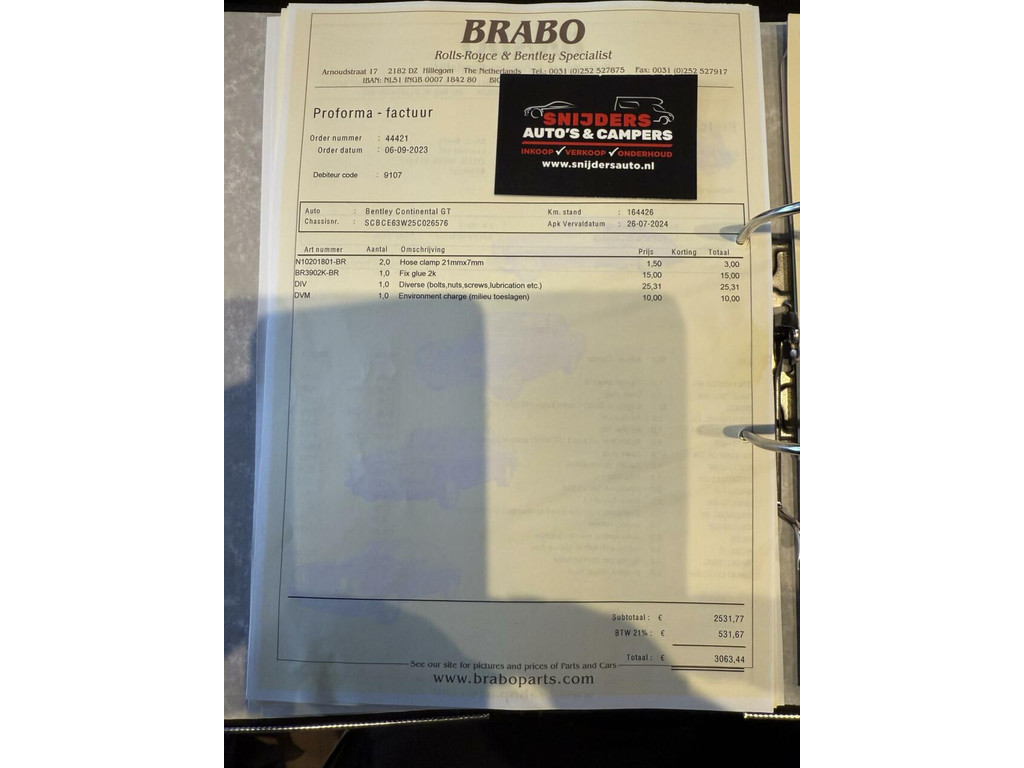 BRABO
Rolls-Royce & Bentley Specialist
Arnoudstraat 17 2182 DZ Hillegom The Netherlands Tel.: 0031 (0)252 527875 Fax: 0031 (0)252 527917
IBAN: NL51 INGB 0007 1842 80
SNIJDERS
AUTO'S & CAMPERS
INKOOP VERKOOP ONDERHOUD
www.snijdersauto.nl
Proforma - factuur
Order nummer : 44421
Order datum : 06-09-2023
Debiteur code : 9107
Auto : Bentley Continental GT Km. stand : 164426
Chassisnr. : SCBCE63W25C026576 Apk Vervaldatum : 26-07-2024
Art nummer Aantal Omschrijving Prijs Korting Totaal
N10201801-BR 2,0 Hose clamp 21mmx7mm 1,50 3,00
BR3902K-BR 1,0 Fix glue 2k 15,00 15,00
DIV 1,0 Diverse (bolts,nuts,screws,lubrication etc.) 25,31 25,31
DVM 1,0 Environment charge (milieu toeslagen) 10,00 10,00
Subtotaal : € 2531,77
BTW 21% : € 531,67
Totaal : € 3063,44
See our site for pictures and prices of Parts and Cars
www.braboparts.com